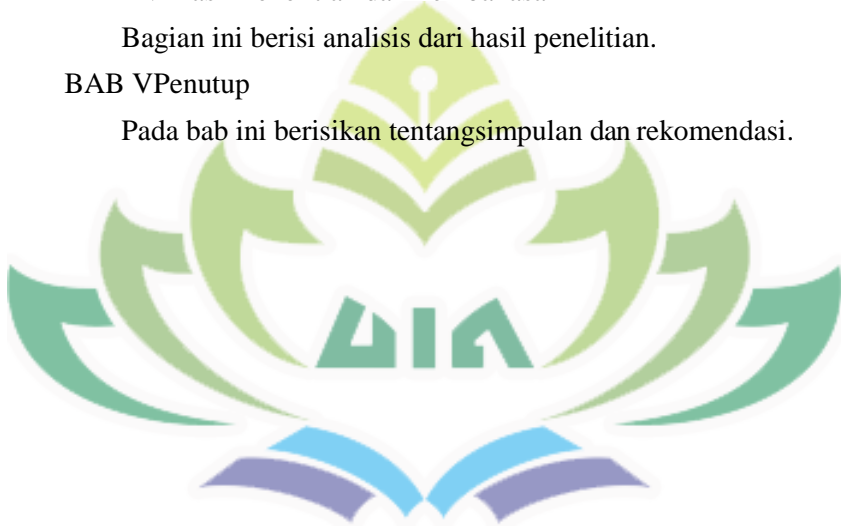 Bagian ini berisi analisis dari hasil penelitian.
BAB VPenutup
Pada bab ini berisikan tentangsimpulan dan rekomendasi.